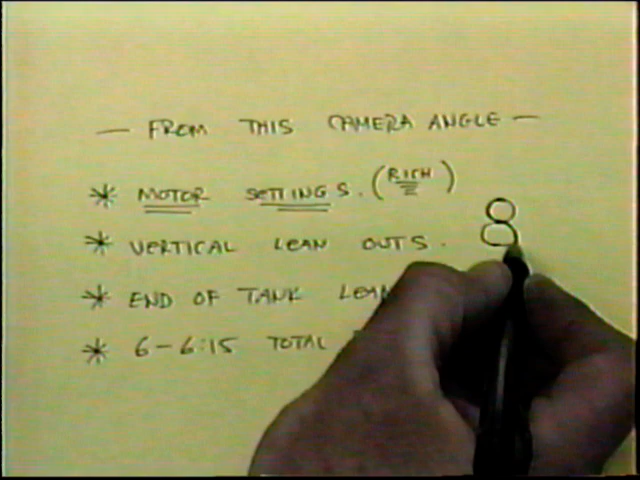 — FROM THIS CAMERA ANGLE —
* MOTOR SETTINGS. (RICH)
* VERTICAL LEAN OUTS. 8
* END OF TANK
* 6-6:15 TOTAL